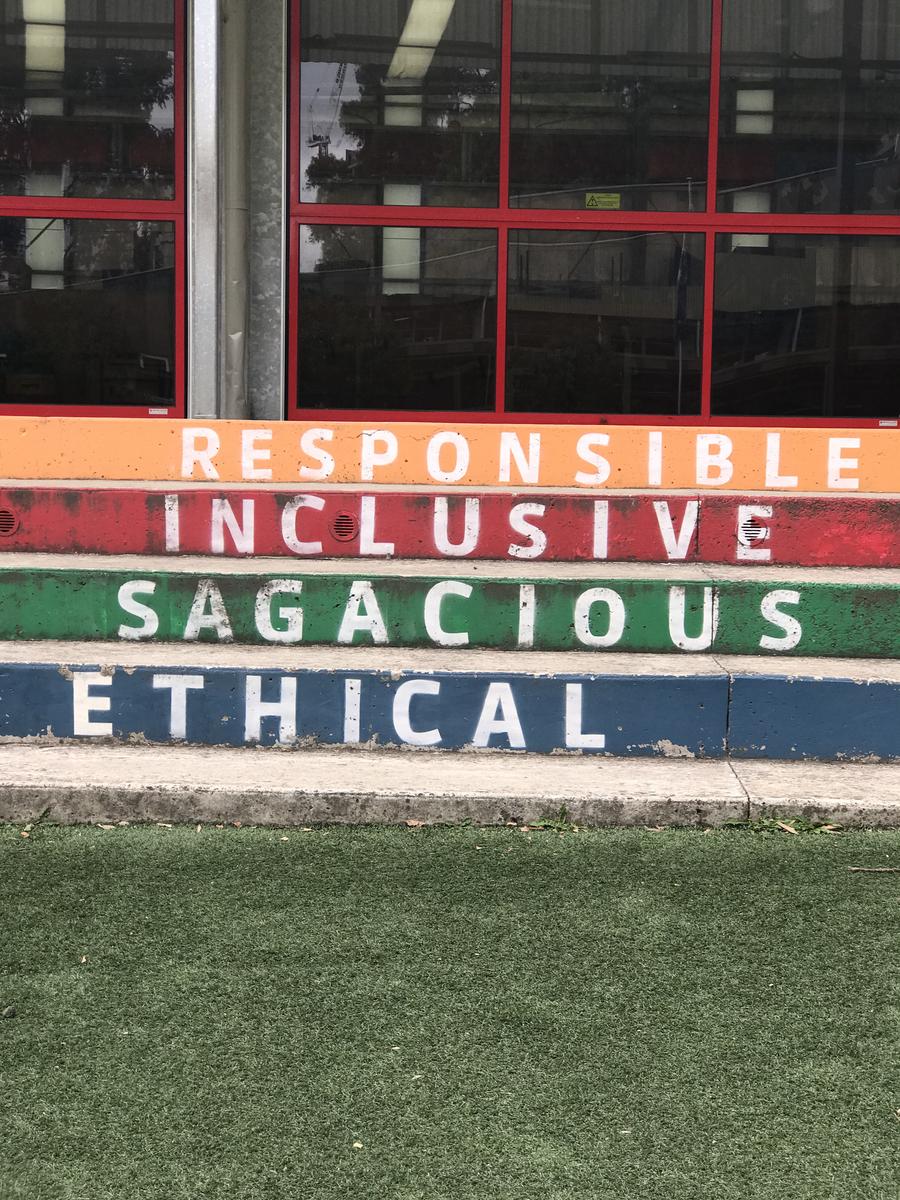 RESPONSIBLE
INCLUSIVE
SAGACIOUS
ETHICAL